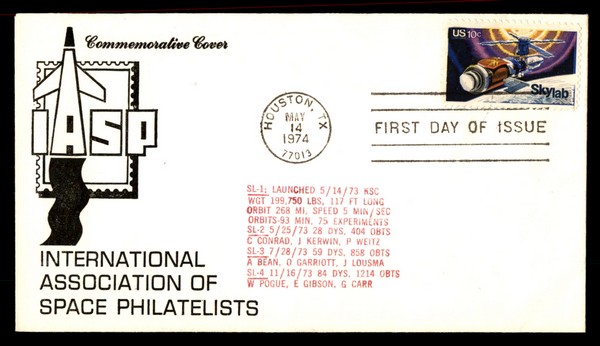 Commemorative Cover
IASP
US 10c
Skylab
HOUSTON, TX
MAY
14
1974
77013
FIRST DAY OF ISSUE
SL-1; LAUNCHED 5/14/73 KSC
WGT 199,750 LBS, 117 FT LONG
ORBIT 268 MI, SPEED 5 MIN/SEC
ORBITS-93 MIN, 75 EXPERIMENTS
SL-2 5/25/73 28 DYS, 404 OBTS
C CONRAD, J KERWIN, P WEITZ
SL-3 7/28/73 59 DYS, 858 OBTS
A BEAN, O GARRIOTT, J LOUSMA
SL-4 11/16/73 84 DYS, 1214 OBTS
W POGUE, E GIBSON, G CARR
INTERNATIONAL
ASSOCIATION OF
SPACE PHILATELISTS